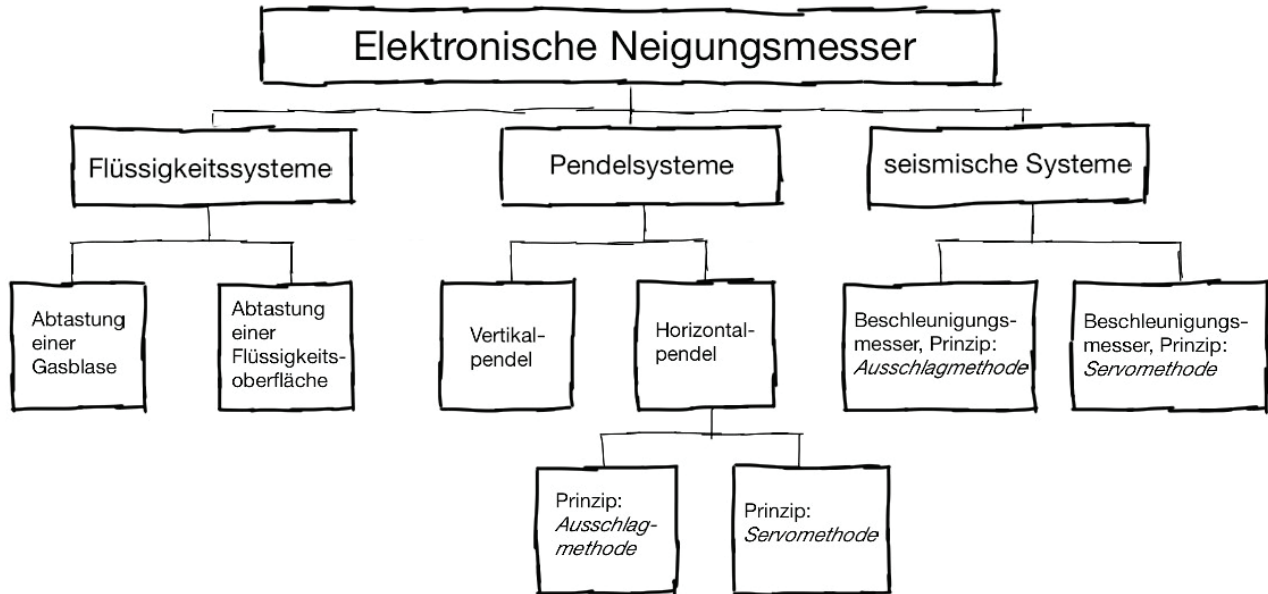 Elektronische Neigungsmesser
Flüssigkeitssysteme
Pendelsysteme
seismische Systeme
Abtastung
einer
Gasblase
Abtastung
einer
Flüssigkeits-
oberfläche
Vertikal-
pendel
Horizontal-
pendel
Beschleunigungs-
messer, Prinzip:
Ausschlagmethode
Beschleunigungs-
messer, Prinzip:
Servomethode
Prinzip:
Ausschlag-
methode
Prinzip:
Servomethode